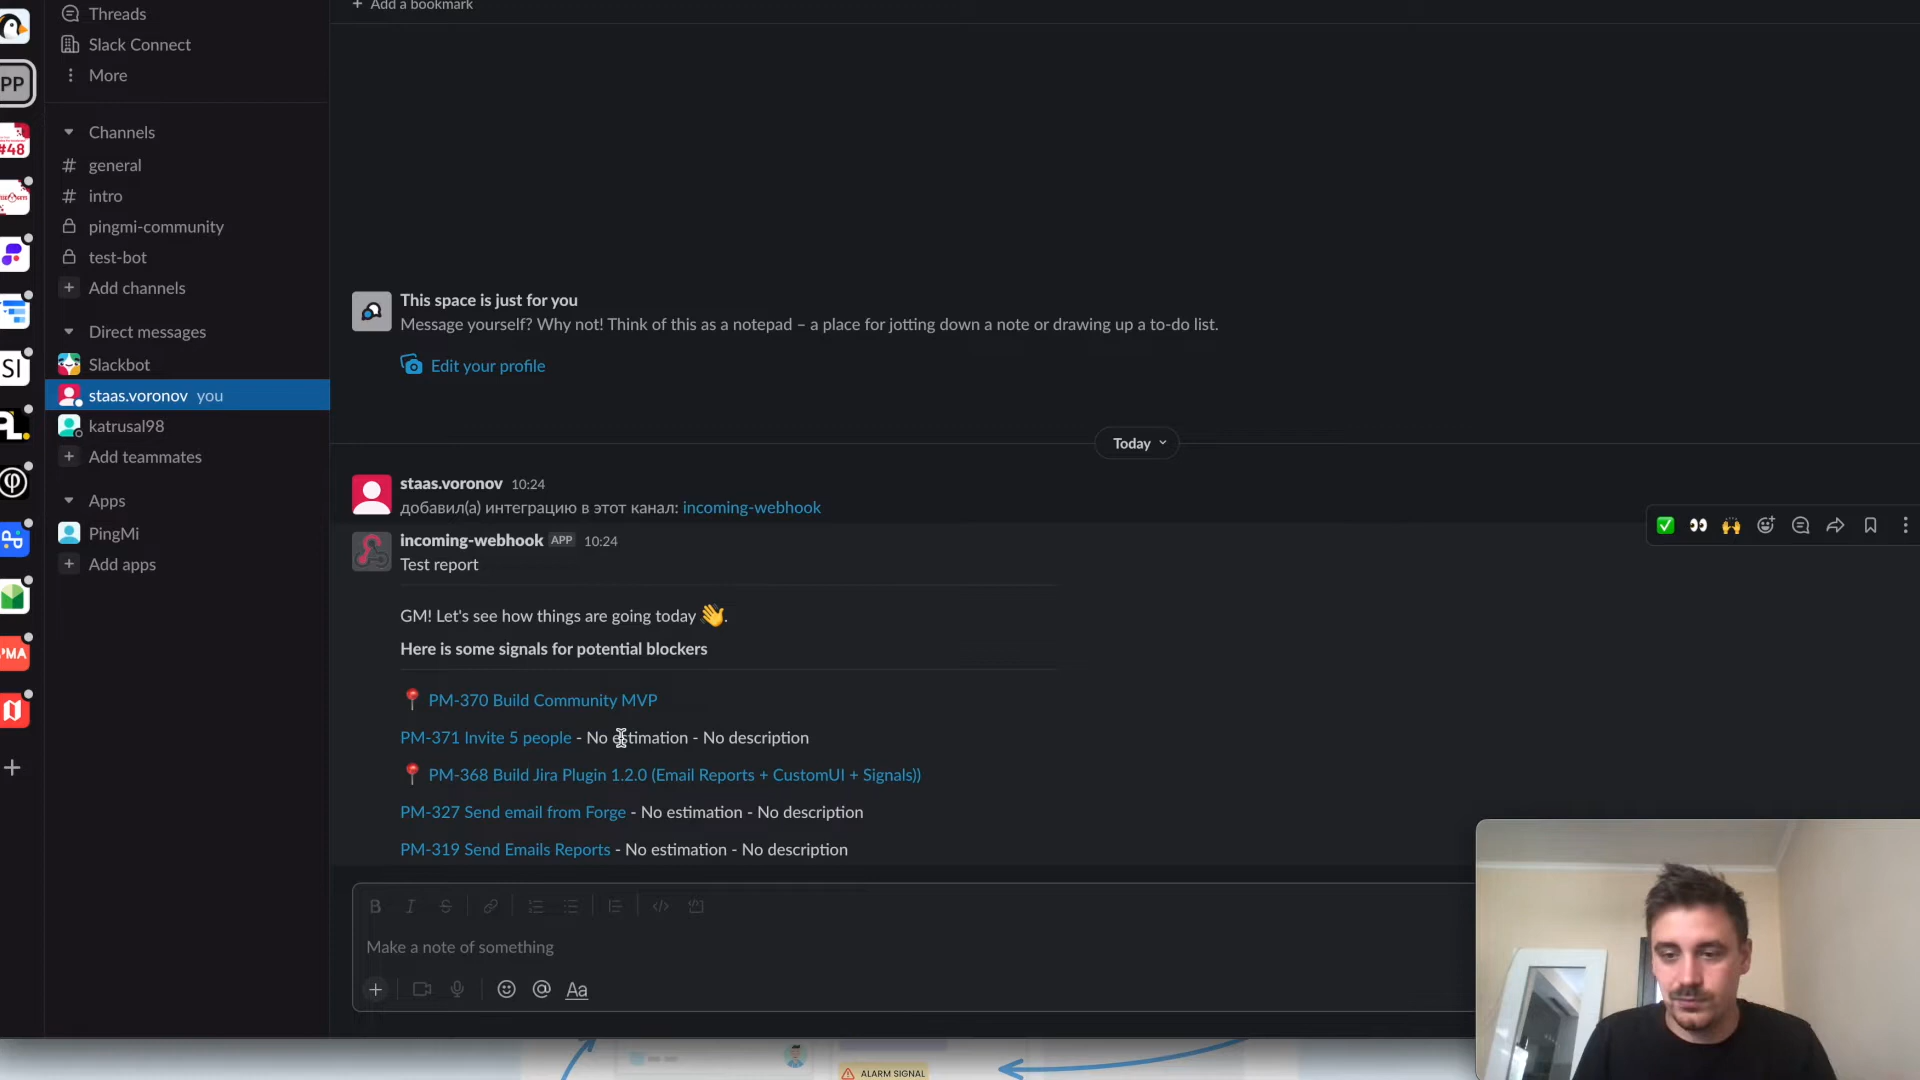 Threads
+ Add a bookmark
Slack Connect
More
PP
Channels
#48
# general
# intro
pingmi-community
test-bot
+ Add channels
This space is just for you
Message yourself? Why not! Think of this as a notepad – a place for jotting down a note or drawing up a to-do list.
Direct messages
Slackbot
Edit your profile
SI
staas.voronov you
katrusal98
Today
+ Add teammates
staas.voronov 10:24
Apps
добавил(а) интеграцию в этот канал: incoming-webhook
PingMi
incoming-webhook APP 10:24
+ Add apps
Test report
GM! Let's see how things are going today 👋.
Here is some signals for potential blockers
📍 PM-370 Build Community MVP
PM-371 Invite 5 people - No estimation - No description
📍 PM-368 Build Jira Plugin 1.2.0 (Email Reports + CustomUI + Signals))
PM-327 Send email from Forge - No estimation - No description
PM-319 Send Emails Reports - No estimation - No description
B I S
Make a note of something
+ @ Aa
ALARM SIGNAL